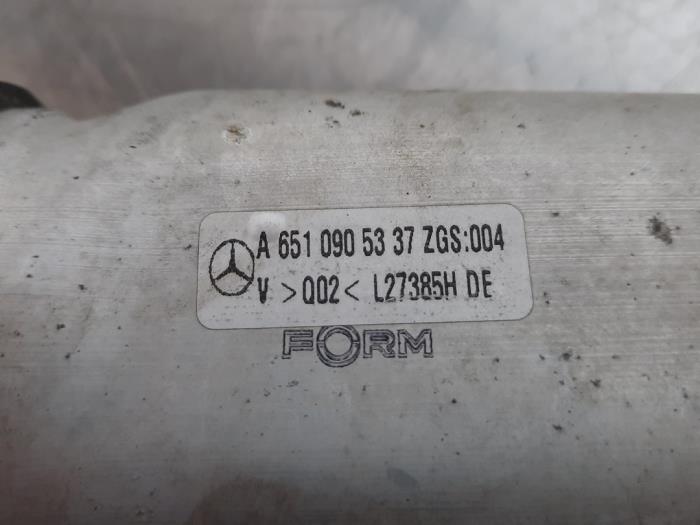 A 651 090 53 37 ZGS:004
V >Q02< L27385H DE
FORM